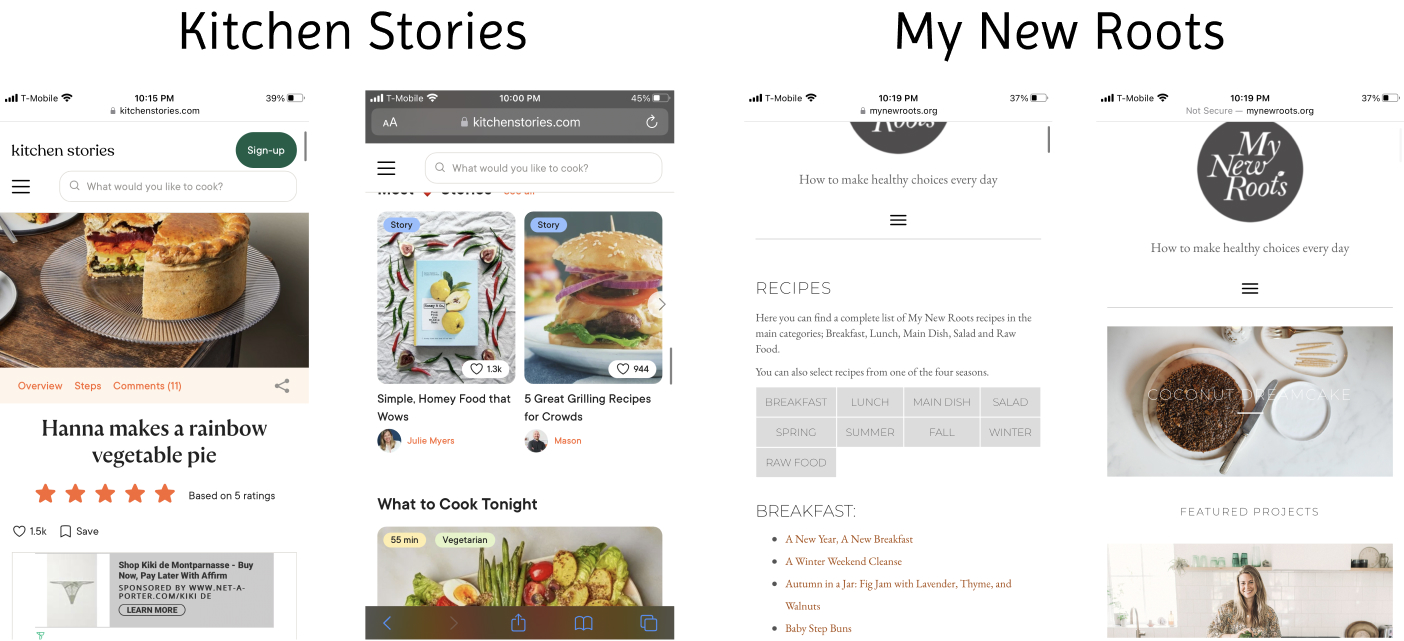 Kitchen Stories
T-Mobile 10:15 PM 39%
kitchenstories.com
kitchen stories
Sign-up
What would you like to cook?
Overview Steps Comments (11)
Hanna makes a rainbow
vegetable pie
Based on 5 ratings
1.5k Save
Shop Kiki de Montparnasse - Buy
Now, Pay Later With Affirm
SPONSORED BY WWW.NET-A-
PORTER.COM/KIKI DE
LEARN MORE
T-Mobile 10:00 PM 45%
AA kitchenstories.com
What would you like to cook?
Most Stories See all
Story
Story
1.3k
944
Simple, Homey Food that
Wows
Julie Myers
5 Great Grilling Recipes
for Crowds
Mason
What to Cook Tonight
55 min Vegetarian
My New Roots
T-Mobile 10:19 PM 37%
mynewroots.org
Roots
How to make healthy choices every day
RECIPES
Here you can find a complete list of My New Roots recipes in the
main categories; Breakfast, Lunch, Main Dish, Salad and Raw
Food.
You can also select recipes from one of the four seasons.
BREAKFAST LUNCH MAIN DISH SALAD
SPRING SUMMER FALL WINTER
RAW FOOD
BREAKFAST:
A New Year, A New Breakfast
A Winter Weekend Cleanse
Autumn in a Jar: Fig Jam with Lavender, Thyme, and
Walnuts
Baby Step Buns
T-Mobile 10:19 PM 37%
Not Secure — mynewroots.org
My
New
Roots
How to make healthy choices every day
COCONUT DREAMCAKE
FEATURED PROJECTS